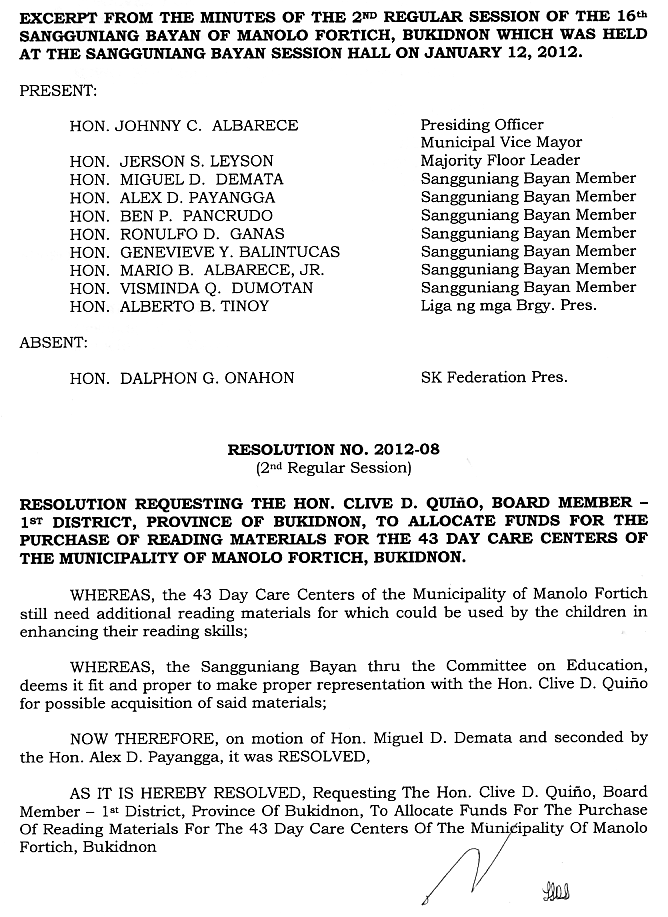 EXCERPT FROM THE MINUTES OF THE 2ND REGULAR SESSION OF THE 16th
SANGGUNIANG BAYAN OF MANOLO FORTICH, BUKIDNON WHICH WAS HELD
AT THE SANGGUNIANG BAYAN SESSION HALL ON JANUARY 12, 2012.
PRESENT:
HON. JOHNNY C. ALBARECE Presiding Officer
Municipal Vice Mayor
HON. JERSON S. LEYSON Majority Floor Leader
HON. MIGUEL D. DEMATA Sangguniang Bayan Member
HON. ALEX D. PAYANGGA Sangguniang Bayan Member
HON. BEN P. PANCRUDO Sangguniang Bayan Member
HON. RONULFO D. GANAS Sangguniang Bayan Member
HON. GENEVIEVE Y. BALINTUCAS Sangguniang Bayan Member
HON. MARIO B. ALBARECE, JR. Sangguniang Bayan Member
HON. VISMINDA Q. DUMOTAN Sangguniang Bayan Member
HON. ALBERTO B. TINOY Liga ng mga Brgy. Pres.
ABSENT:
HON. DALPHON G. ONAHON SK Federation Pres.
RESOLUTION NO. 2012-08
(2nd Regular Session)
RESOLUTION REQUESTING THE HON. CLIVE D. QUIñO, BOARD MEMBER –
1ST DISTRICT, PROVINCE OF BUKIDNON, TO ALLOCATE FUNDS FOR THE
PURCHASE OF READING MATERIALS FOR THE 43 DAY CARE CENTERS OF
THE MUNICIPALITY OF MANOLO FORTICH, BUKIDNON.
WHEREAS, the 43 Day Care Centers of the Municipality of Manolo Fortich
still need additional reading materials for which could be used by the children in
enhancing their reading skills;
WHEREAS, the Sangguniang Bayan thru the Committee on Education,
deems it fit and proper to make proper representation with the Hon. Clive D. Quiño
for possible acquisition of said materials;
NOW THEREFORE, on motion of Hon. Miguel D. Demata and seconded by
the Hon. Alex D. Payangga, it was RESOLVED,
AS IT IS HEREBY RESOLVED, Requesting The Hon. Clive D. Quiño, Board
Member – 1st District, Province Of Bukidnon, To Allocate Funds For The Purchase
Of Reading Materials For The 43 Day Care Centers Of The Municipality Of Manolo
Fortich, Bukidnon